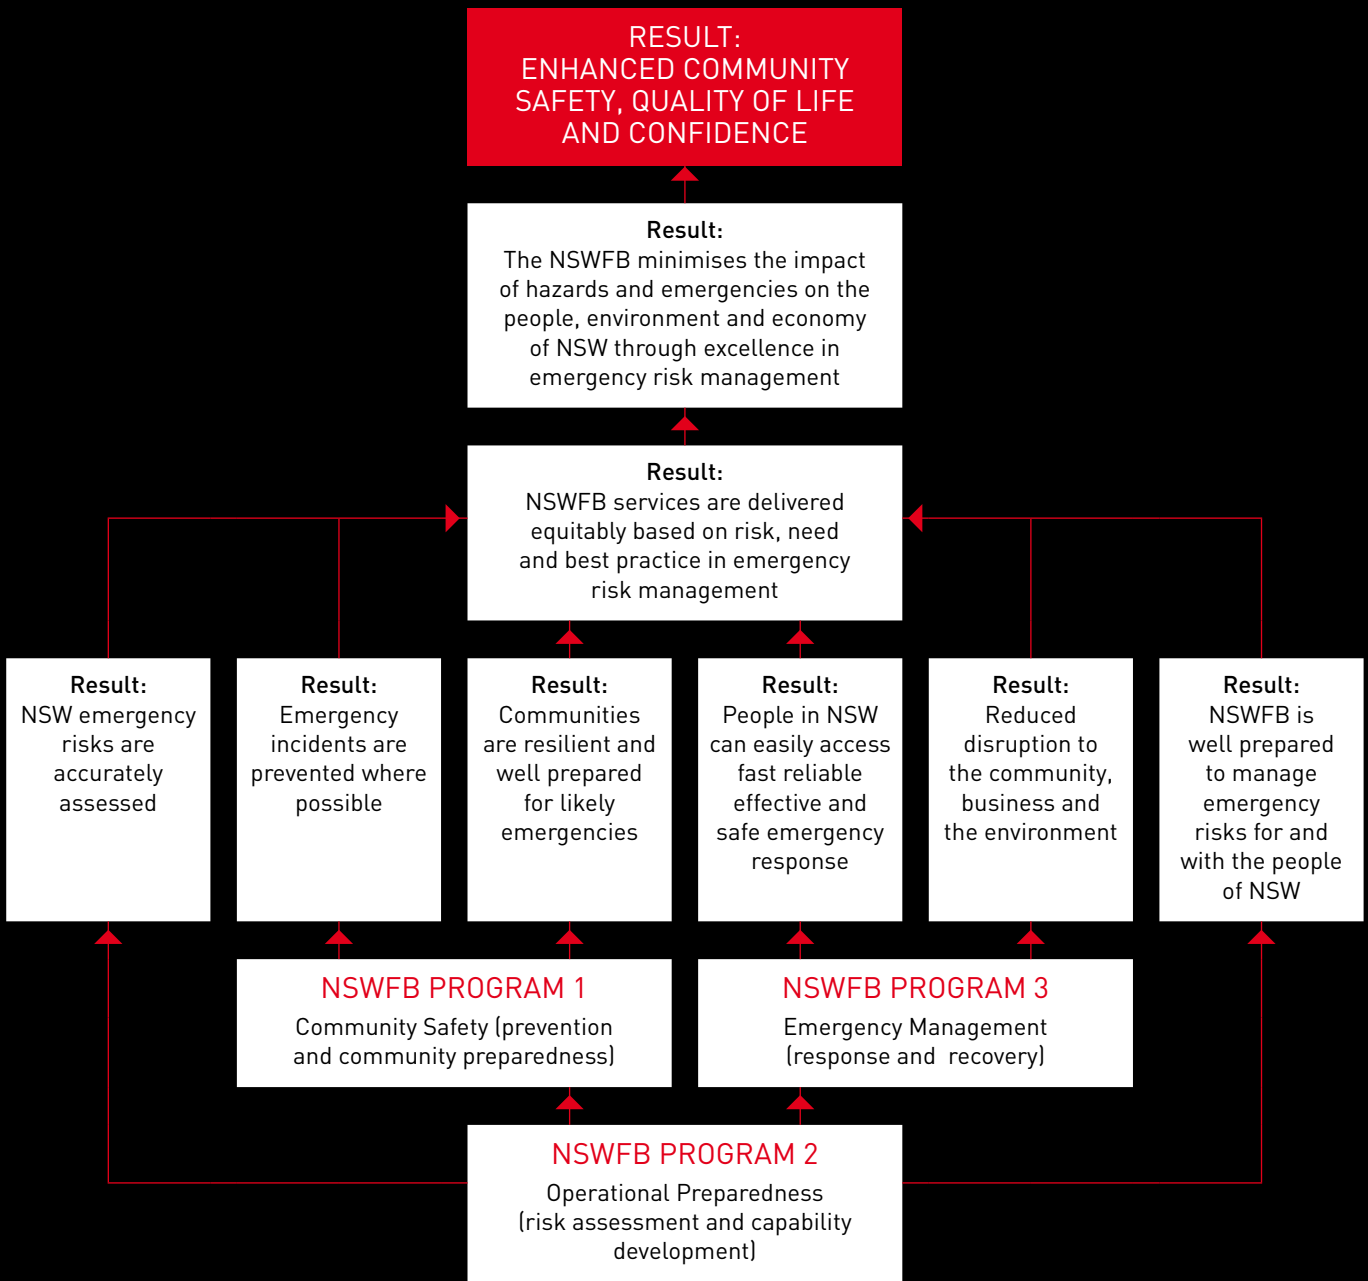 RESULT:
ENHANCED COMMUNITY
SAFETY, QUALITY OF LIFE
AND CONFIDENCE
Result:
The NSWFB minimises the impact
of hazards and emergencies on the
people, environment and economy
of NSW through excellence in
emergency risk management
Result:
NSWFB services are delivered
equitably based on risk, need
and best practice in emergency
risk management
Result:
NSW emergency
risks are
accurately
assessed
Result:
Emergency
incidents are
prevented where
possible
Result:
Communities
are resilient and
well prepared
for likely
emergencies
Result:
People in NSW
can easily access
fast reliable
effective and
safe emergency
response
Result:
Reduced
disruption to
the community,
business and
the environment
Result:
NSWFB is
well prepared
to manage
emergency
risks for and
with the people
of NSW
NSWFB PROGRAM 1
Community Safety (prevention
and community preparedness)
NSWFB PROGRAM 3
Emergency Management
(response and recovery)
NSWFB PROGRAM 2
Operational Preparedness
(risk assessment and capability
development)